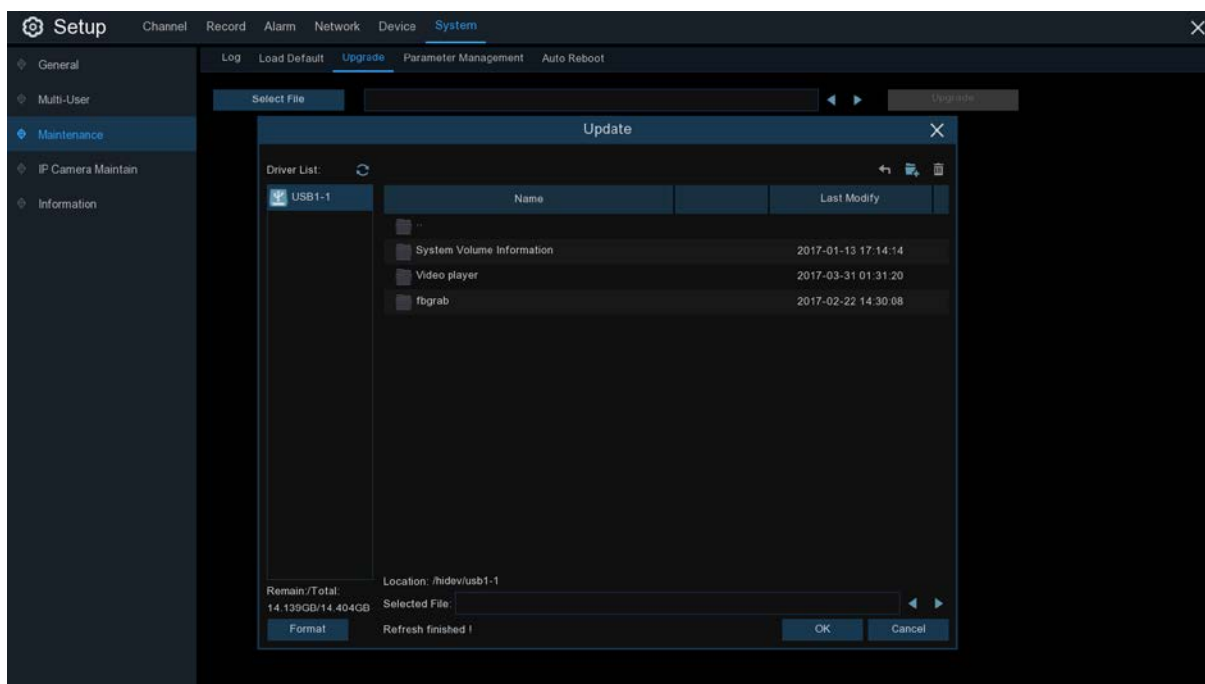 Setup Channel Record Alarm Network Device System
General
Multi-User
Maintenance
IP Camera Maintain
Information
Log Load Default Upgrade Parameter Management Auto Reboot
Select File Upgrade
Update
Driver List:
USB1-1
Name Last Modify
..
System Volume Information 2017-01-13 17:14:14
Video player 2017-03-31 01:31:20
fbgrab 2017-02-22 14:30:08
Remain:/Total:
14.139GB/14.404GB
Format
Location: /hidev/usb1-1
Selected File:
Refresh finished !
OK Cancel